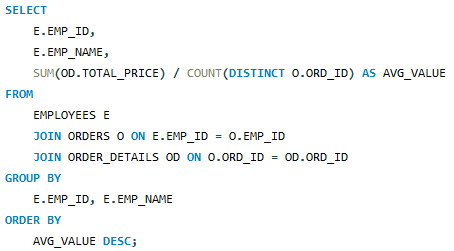 SELECT
    E.EMP_ID,
    E.EMP_NAME,
    SUM(OD.TOTAL_PRICE) / COUNT(DISTINCT O.ORD_ID) AS AVG_VALUE
FROM
    EMPLOYEES E
    JOIN ORDERS O ON E.EMP_ID = O.EMP_ID
    JOIN ORDER_DETAILS OD ON O.ORD_ID = OD.ORD_ID
GROUP BY
    E.EMP_ID, E.EMP_NAME
ORDER BY
    AVG_VALUE DESC;